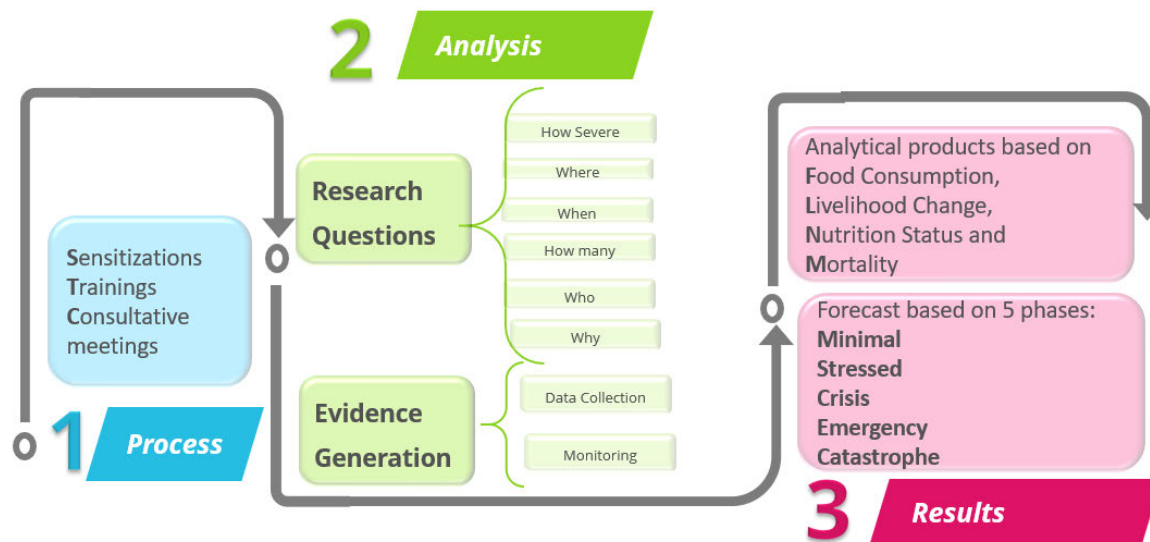 1
Process
Sensitizations
Trainings
Consultative
meetings
2
Analysis
Research
Questions
How Severe
Where
When
How many
Who
Why
Evidence
Generation
Data Collection
Monitoring
Analytical products based on
Food Consumption,
Livelihood Change,
Nutrition Status and
Mortality
Forecast based on 5 phases:
Minimal
Stressed
Crisis
Emergency
Catastrophe
3
Results